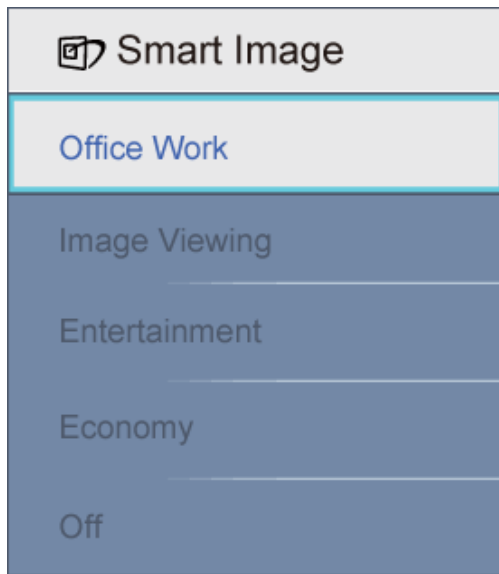 Smart Image
Office Work
Image Viewing
Entertainment
Economy
Off